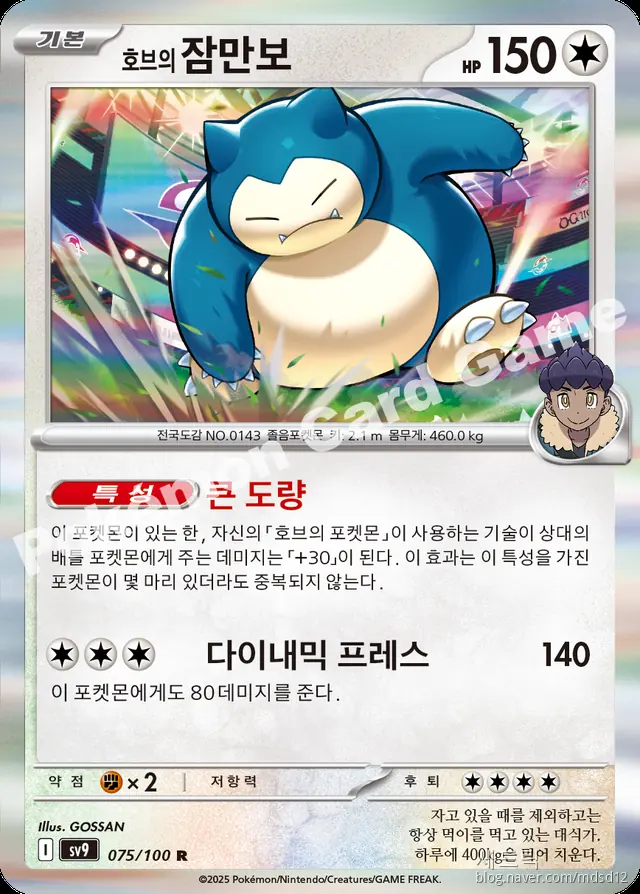 기본
호브의 잠만보
HP 150
전국도감 NO.0143 졸음포켓몬 키: 2.1 m 몸무게: 460.0 kg
특성 큰 도량
이 포켓몬이 있는 한, 자신의 「호브의 포켓몬」이 사용하는 기술이 상대의
배틀 포켓몬에게 주는 데미지는 「+30」이 된다. 이 효과는 이 특성을 가진
포켓몬이 몇 마리 있더라도 중복되지 않는다.
다이내믹 프레스 140
이 포켓몬에게도 80데미지를 준다.
약점 ×2 저항력 후퇴
Illus. GOSSAN
I sv9 075/100 R
자고 있을 때를 제외하고는
항상 먹이를 먹고 있는 대식가.
하루에 400kg을 먹어 치운다.
©2025 Pokémon/Nintendo/Creatures/GAME FREAK.
Pokémon Card Game
blog.naver.com/mdsd12